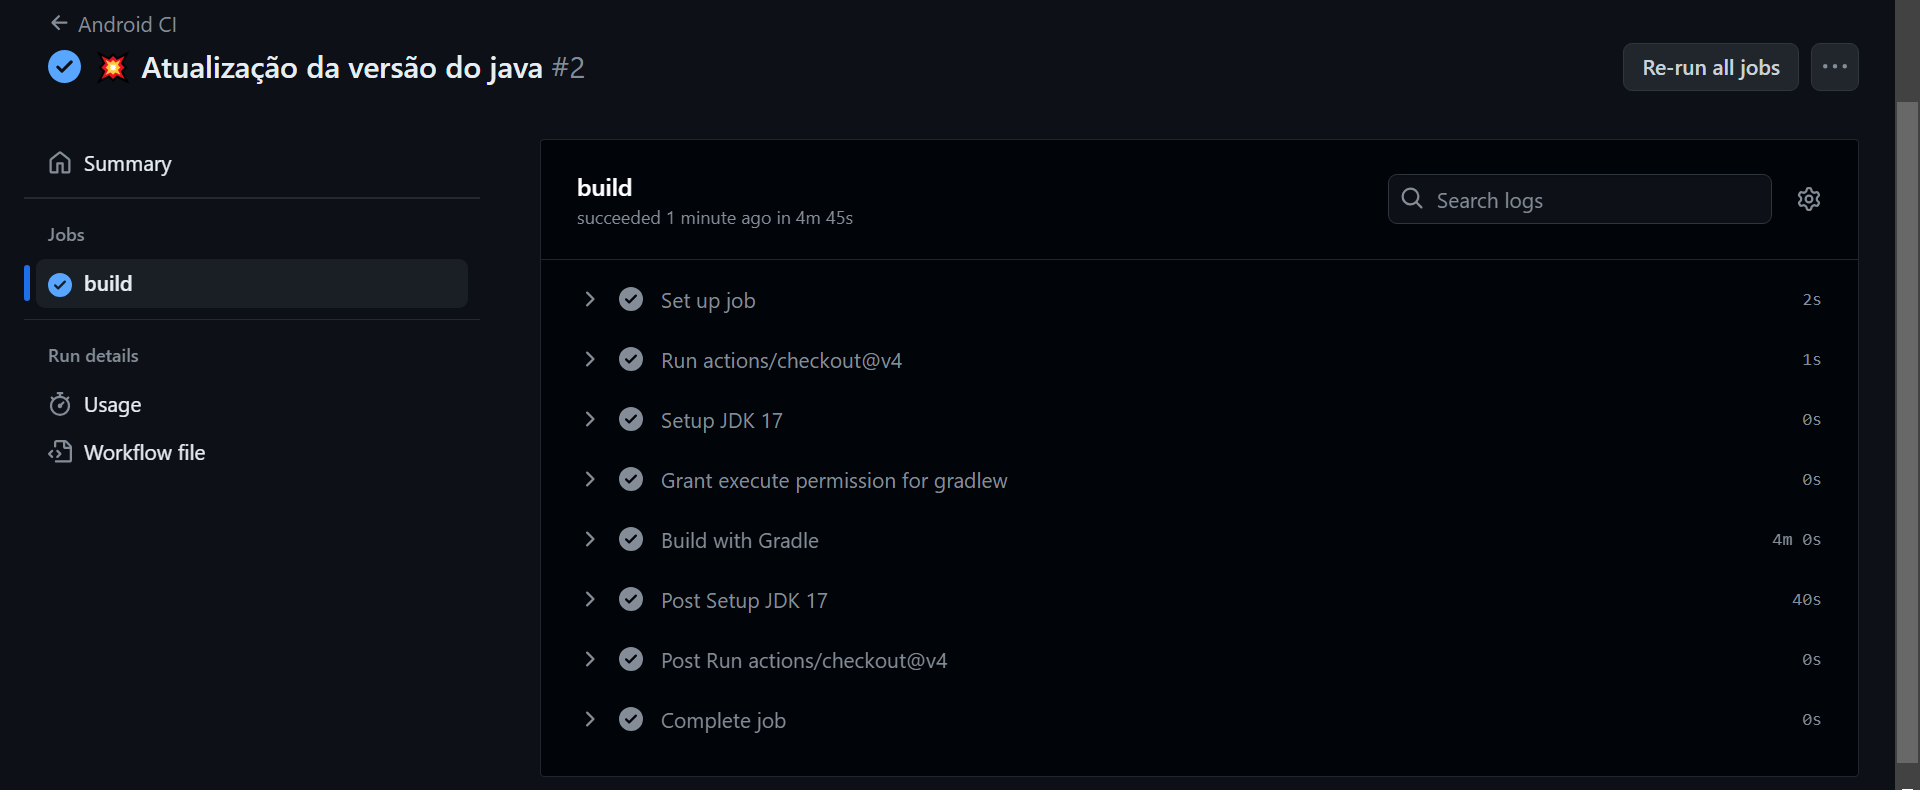 Android CI
💥 Atualização da versão do java #2
Re-run all jobs
Summary
Jobs
build
Run details
Usage
Workflow file
build
succeeded 1 minute ago in 4m 45s
Search logs
Set up job 2s
Run actions/checkout@v4 1s
Setup JDK 17 0s
Grant execute permission for gradlew 0s
Build with Gradle 4m 0s
Post Setup JDK 17 40s
Post Run actions/checkout@v4 0s
Complete job 0s